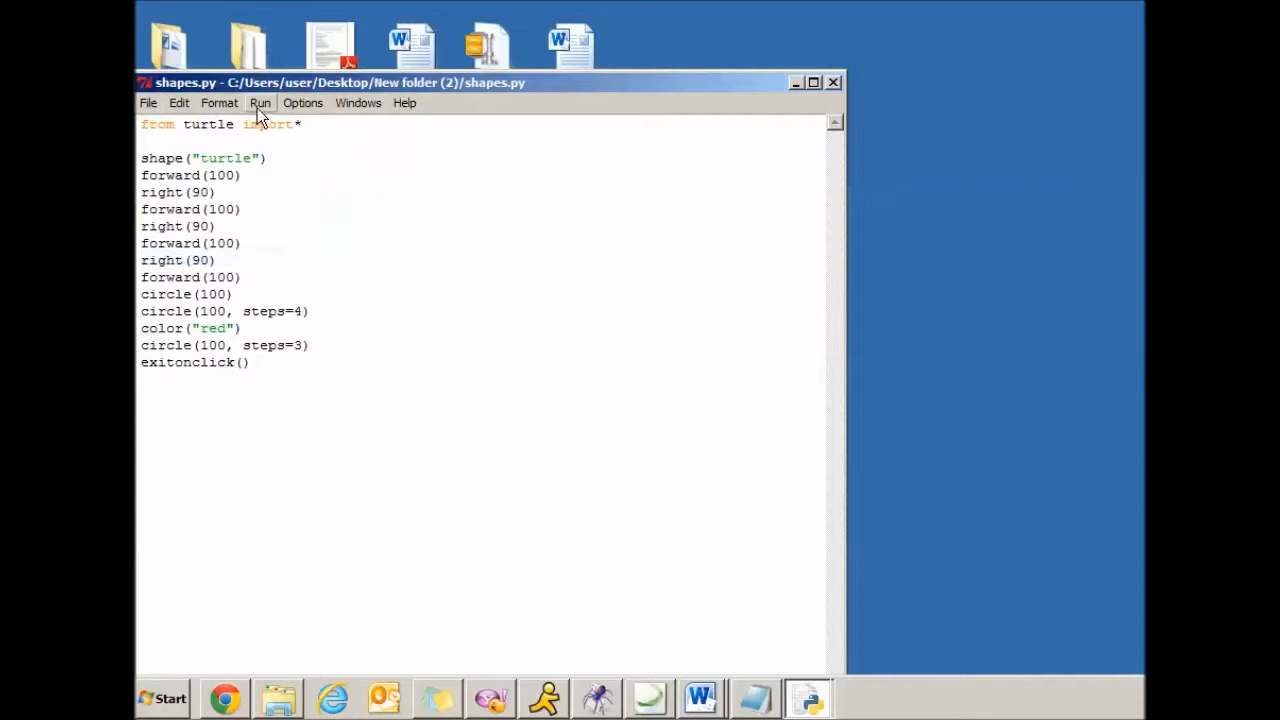 shapes.py - C:/Users/user/Desktop/New folder (2)/shapes.py
File Edit Format Run Options Windows Help
from turtle import*
shape("turtle")
forward(100)
right(90)
forward(100)
right(90)
forward(100)
right(90)
forward(100)
circle(100)
circle(100, steps=4)
color("red")
circle(100, steps=3)
exitonclick()
Start